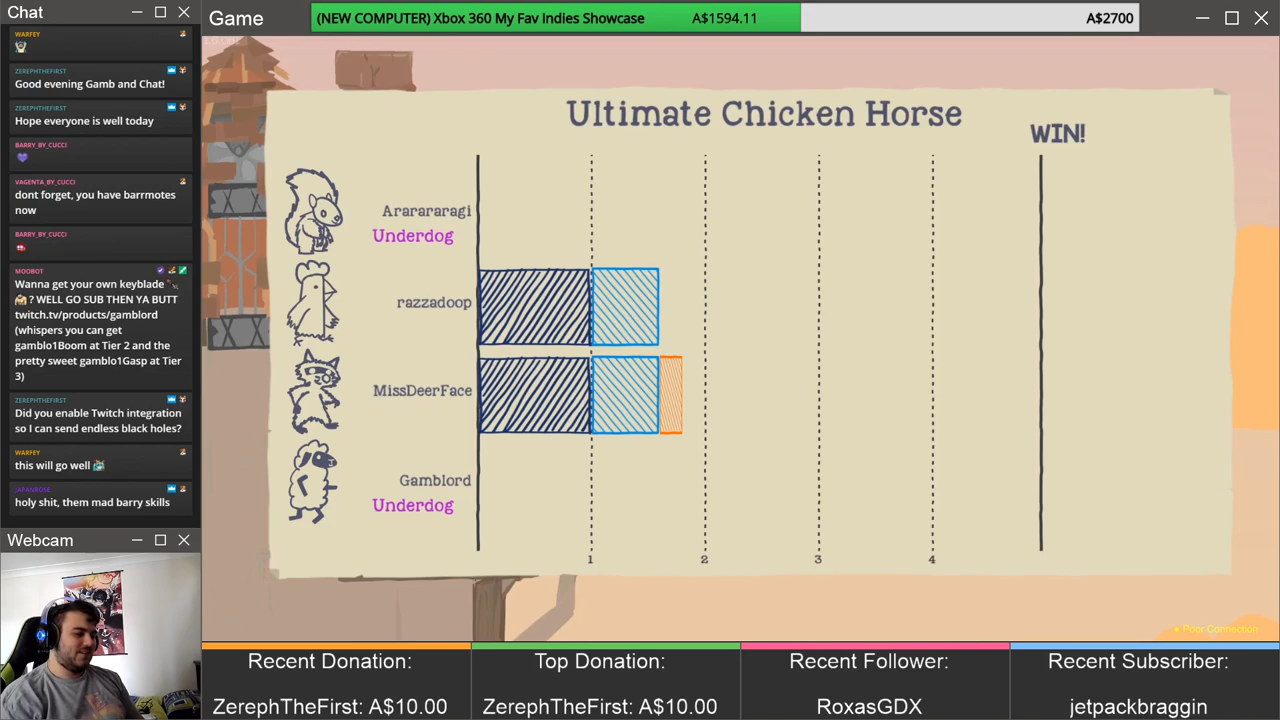 Chat
Game
(NEW COMPUTER) Xbox 360 My Fav Indies Showcase
A$1594.11
A$2700
WARFEY
ZEREPHTHEFIRST
Good evening Gamb and Chat!
ZEREPHTHEFIRST
Hope everyone is well today
BARRY_BY_CUCCI
VAGENTA_BY_CUCCI
dont forget, you have barrmotes
now
BARRY_BY_CUCCI
MOOBOT
Wanna get your own keyblade
? WELL GO SUB THEN YA BUTT
twitch.tv/products/gamblord
(whispers you can get
gamblo1Boom at Tier 2 and the
pretty sweet gamblo1Gasp at Tier
3)
ZEREPHTHEFIRST
Did you enable Twitch integration
so I can send endless black holes?
WARFEY
this will go well
JAPANROSE
holy shit, them mad barry skills
Ultimate Chicken Horse
WIN!
Ararararagi
Underdog
razzadoop
MissDeerFace
Gamblord
Underdog
1
2
3
4
Poor Connection
Webcam
Recent Donation:
ZerephTheFirst: A$10.00
Top Donation:
ZerephTheFirst: A$10.00
Recent Follower:
RoxasGDX
Recent Subscriber:
jetpackbraggin